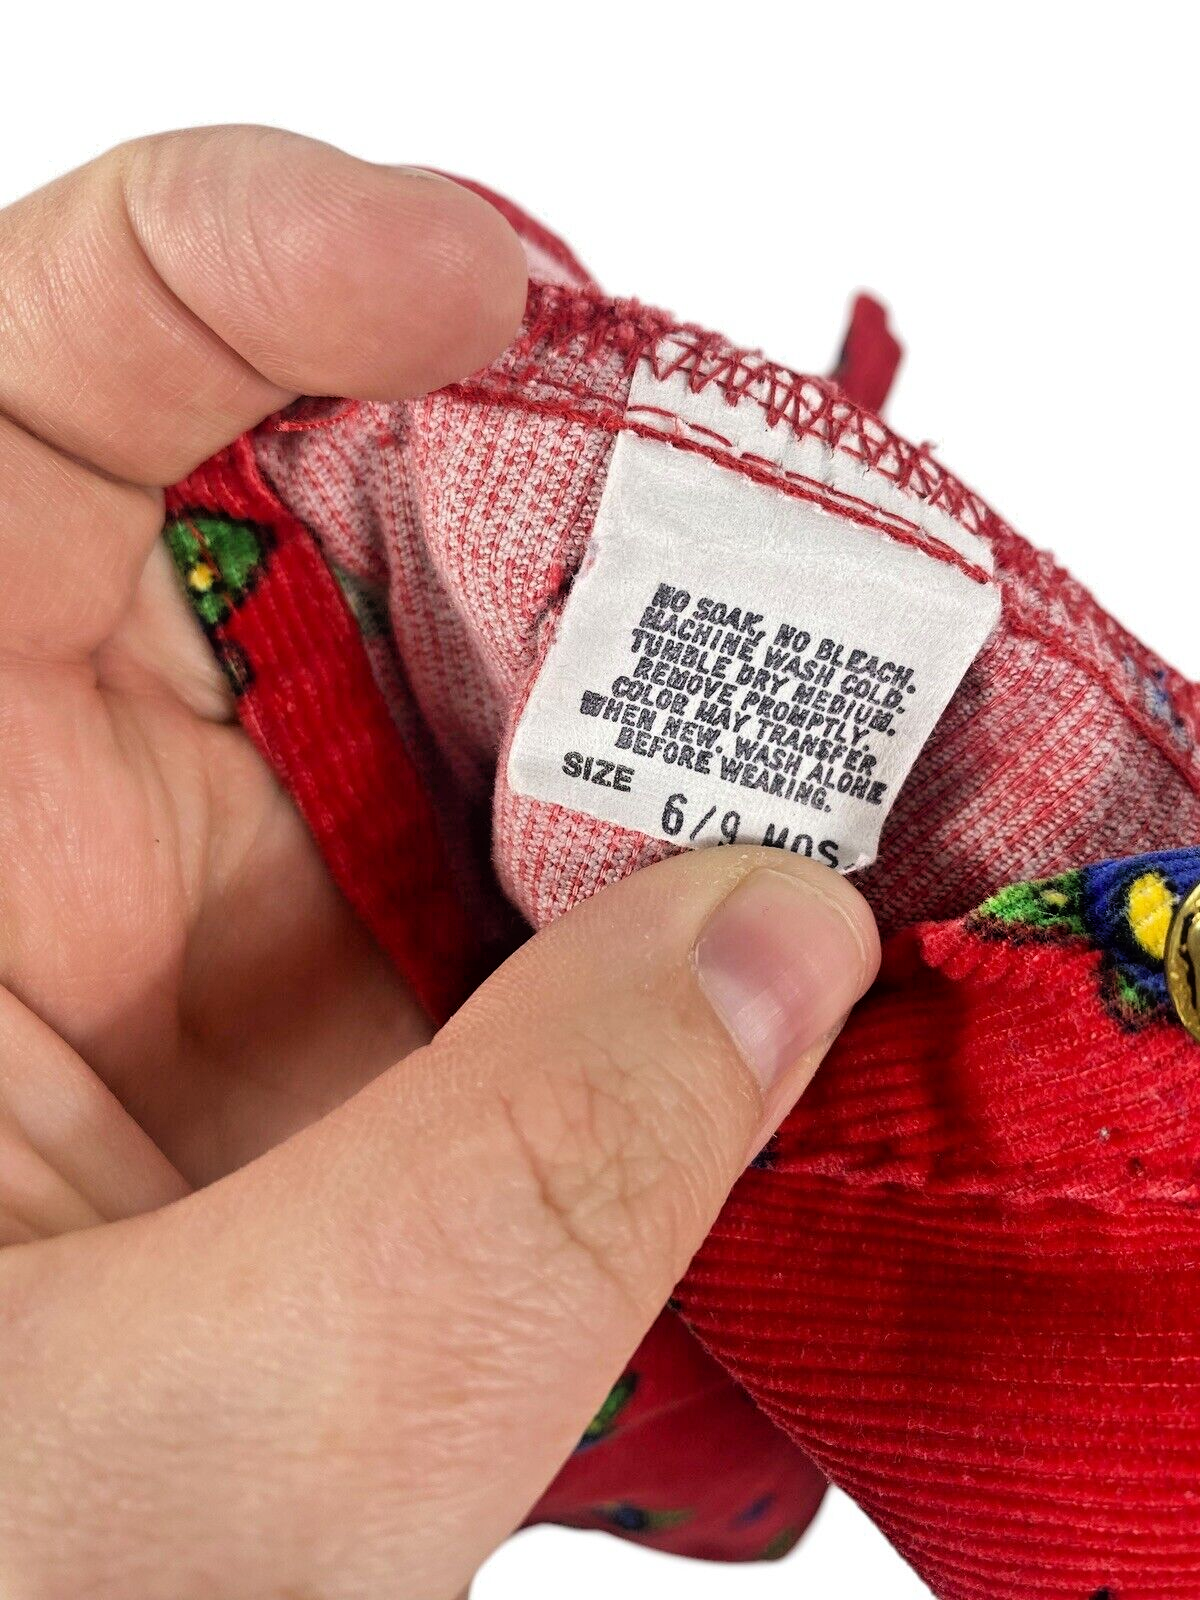 NO SOAK, NO BLEACH.
MACHINE WASH COLD.
TUMBLE DRY MEDIUM.
REMOVE PROMPTLY.
COLOR MAY TRANSFER
WHEN NEW. WASH ALONE
BEFORE WEARING.
SIZE 6/9 MOS.